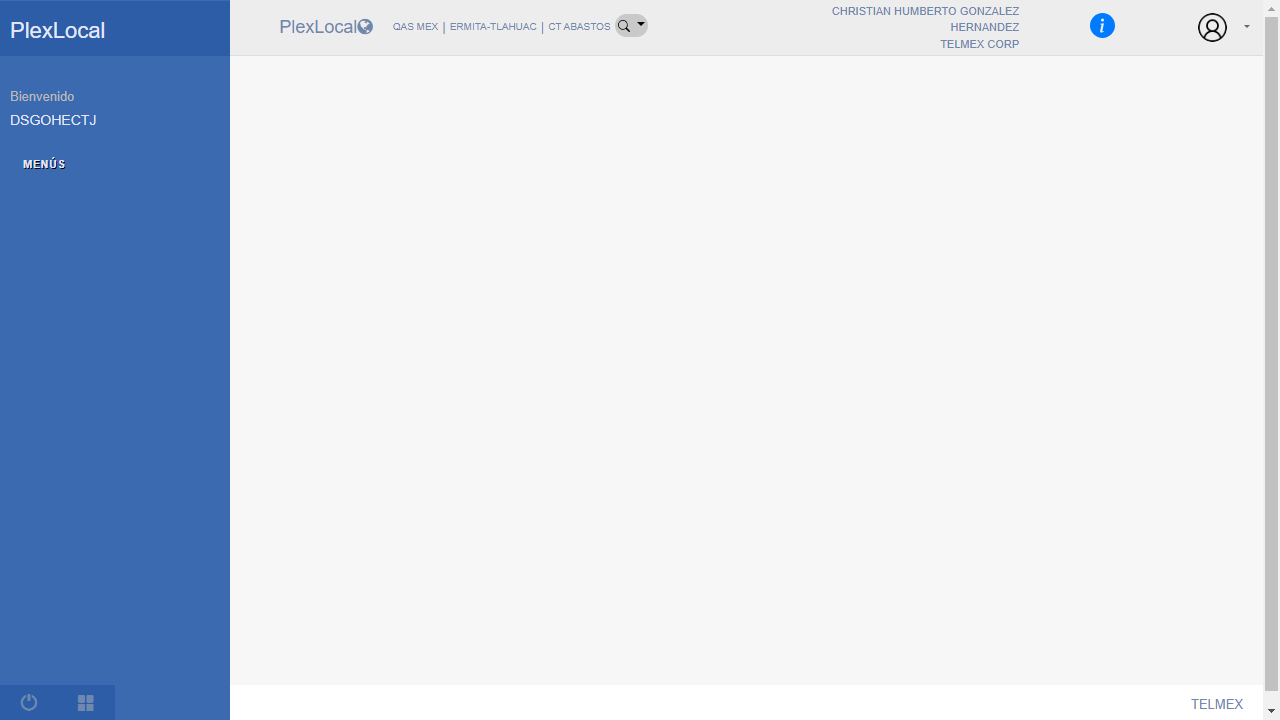 PlexLocal
Bienvenido
DSGOHECTJ
MENÚS
PlexLocal
QAS MEX | ERMITA-TLAHUAC | CT ABASTOS
CHRISTIAN HUMBERTO GONZALEZ
HERNANDEZ
TELMEX CORP
i
TELMEX